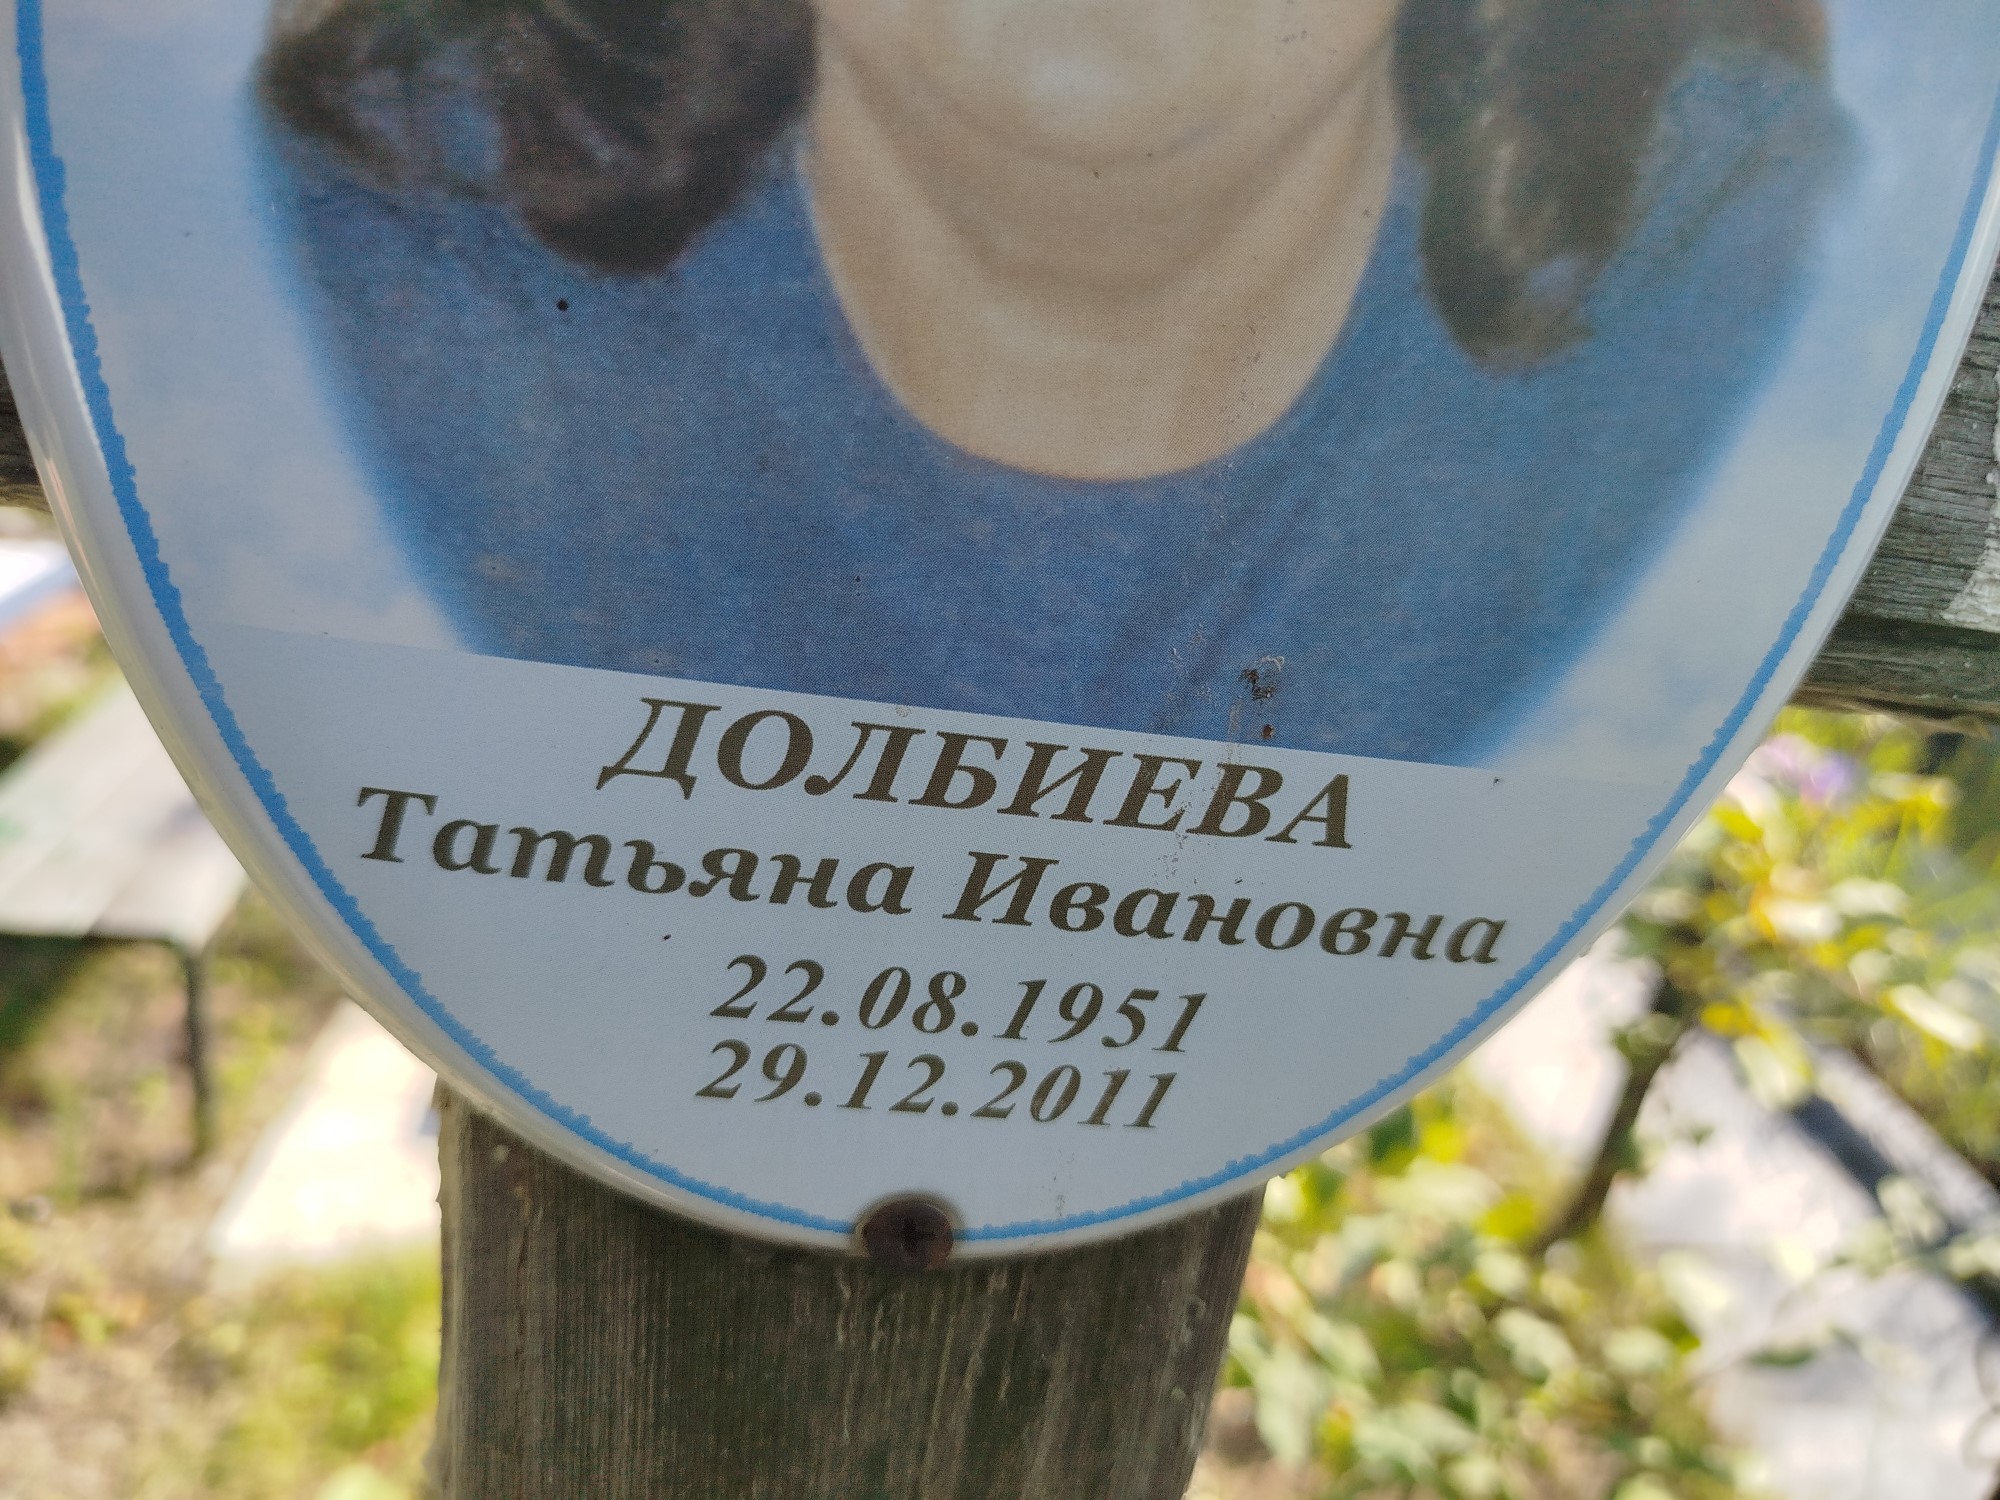 ДОЛБИЕВА
Татьяна Ивановна
22.08.1951
29.12.2011